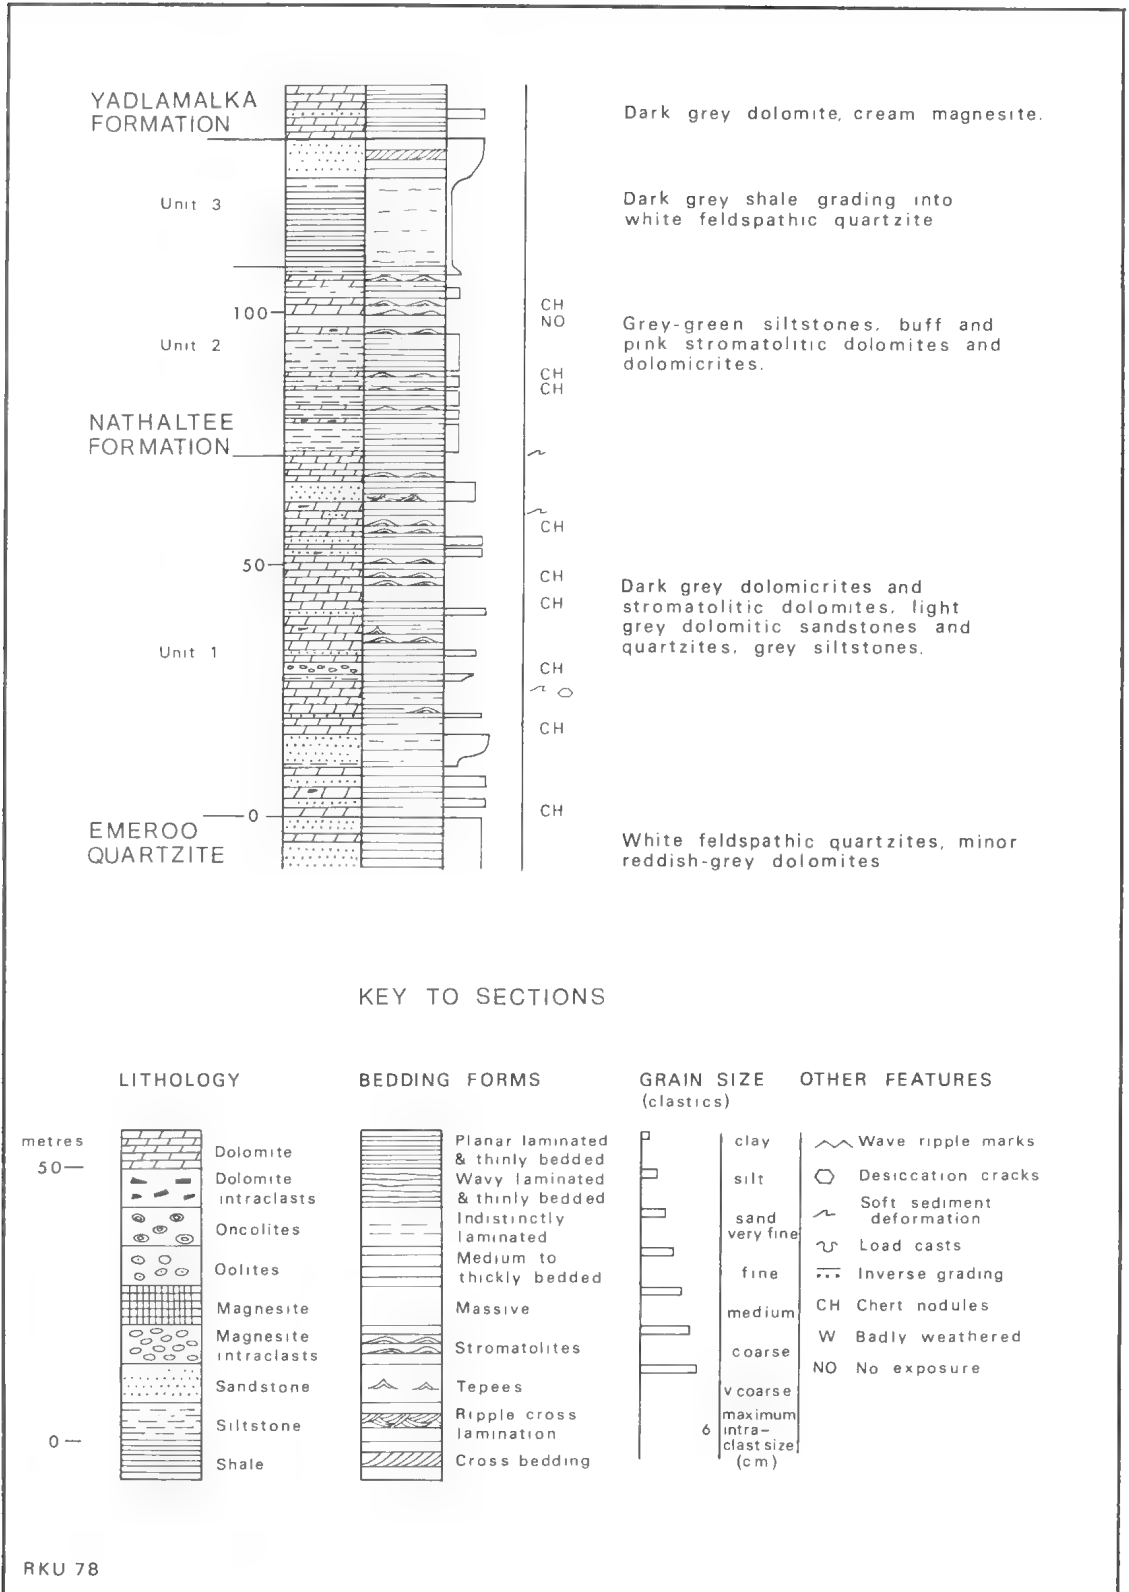 YADLAMALKA
FORMATION
Dark grey dolomite, cream magnesite.
Unit 3
Dark grey shale grading into
white feldspathic quartzite
100
CH
NO
Unit 2
Grey-green siltstones, buff and
pink stromatolitic dolomites and
dolomicrites.
CH
CH
NATHALTEE
FORMATION
CH
50
CH
CH
Unit 1
Dark grey dolomicrites and
stromatolitic dolomites, light
grey dolomitic sandstones and
quartzites, grey siltstones.
CH
CH
0
CH
EMEROO
QUARTZITE
White feldspathic quartzites, minor
reddish-grey dolomites
KEY TO SECTIONS
LITHOLOGY
metres
50
0
Dolomite
Dolomite
intraclasts
Oncolites
Oolites
Magnesite
Magnesite
intraclasts
Sandstone
Siltstone
Shale
BEDDING FORMS
Planar laminated
& thinly bedded
Wavy laminated
& thinly bedded
Indistinctly
laminated
Medium to
thickly bedded
Massive
Stromatolites
Tepees
Ripple cross
lamination
Cross bedding
GRAIN SIZE
(clastics)
clay
silt
sand
very fine
fine
medium
coarse
v coarse
6 maximum
intra-
clast size
(cm)
OTHER FEATURES
Wave ripple marks
Desiccation cracks
Soft sediment
deformation
Load casts
Inverse grading
CH Chert nodules
W Badly weathered
NO No exposure
RKU 78